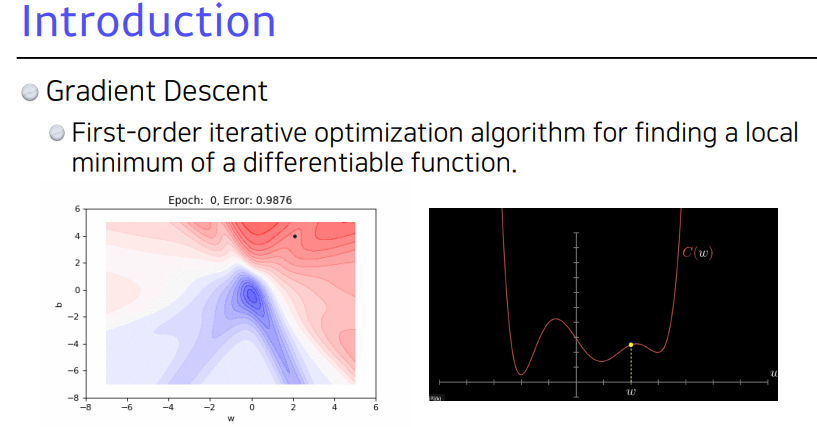 Introduction
Gradient Descent
First-order iterative optimization algorithm for finding a local
minimum of a differentiable function.
Epoch: 0, Error: 0.9876
6
4
2
0
−2
−4
−6
−8
b
−8
−6
−4
−2
0
2
4
6
w
C(w)
w
w